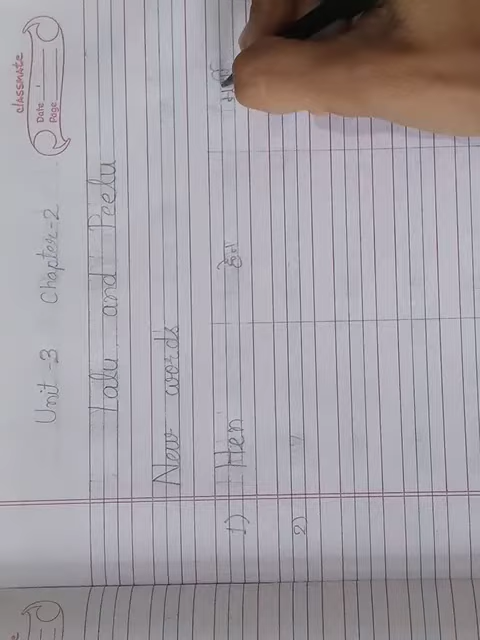 classmate
Date
Page
Unit-3 Chapter-2
Lalu and Peelu
New words
1) Hen हेन
2)